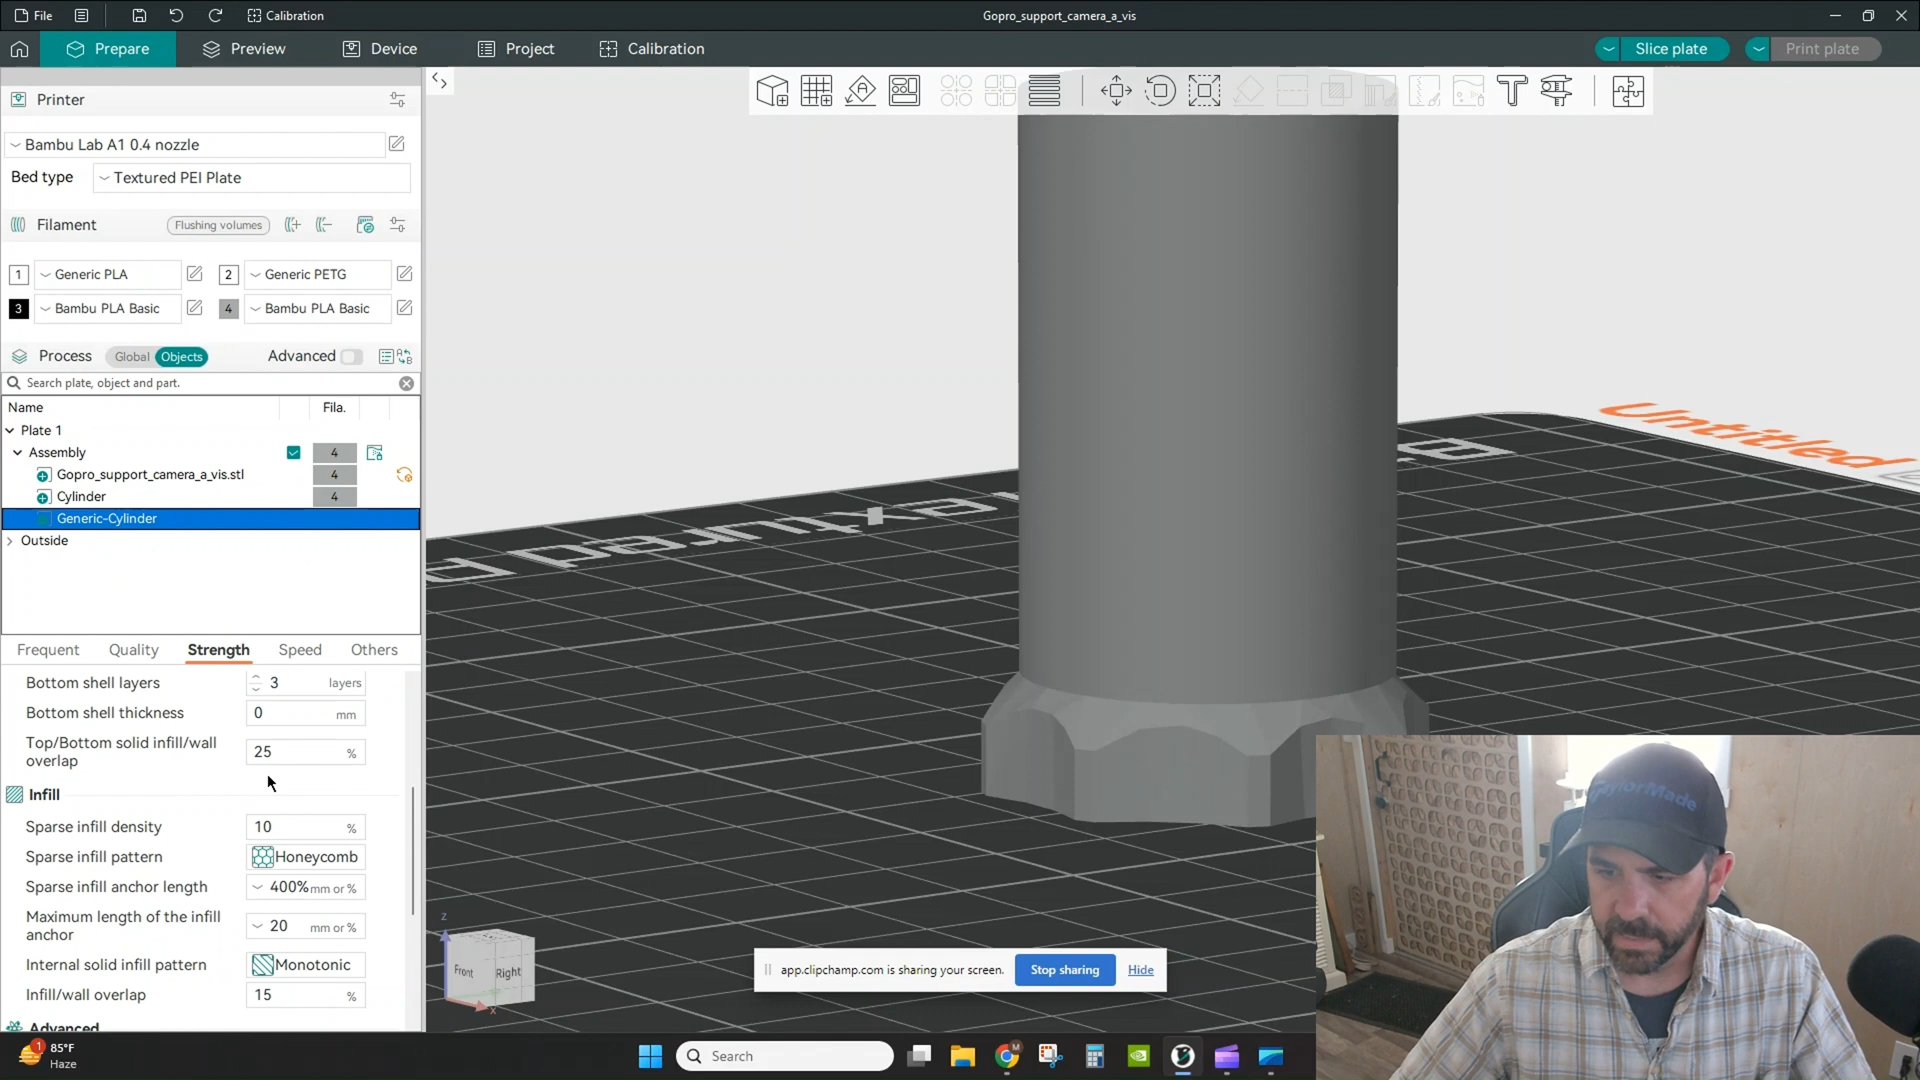 File
Calibration
Gopro_support_camera_a_vis
Prepare
Preview
Device
Project
Calibration
Slice plate
Print plate
Printer
Bambu Lab A1 0.4 nozzle
Bed type
Textured PEI Plate
Filament
Flushing volumes
1
Generic PLA
2
Generic PETG
3
Bambu PLA Basic
4
Bambu PLA Basic
Process
Global
Objects
Advanced
Search plate, object and part.
Name
Fila.
Plate 1
Assembly
4
Gopro_support_camera_a_vis.stl
4
Cylinder
4
Generic-Cylinder
Outside
Frequent
Quality
Strength
Speed
Others
Bottom shell layers
3
layers
Bottom shell thickness
0
mm
Top/Bottom solid infill/wall
overlap
25
%
Infill
Sparse infill density
10
%
Sparse infill pattern
Honeycomb
Sparse infill anchor length
400%
mm or %
Maximum length of the infill
anchor
20
mm or %
Internal solid infill pattern
Monotonic
Infill/wall overlap
15
%
Advanced
Untitled
z
Front
Right
x
app.clipchamp.com is sharing your screen.
Stop sharing
Hide
TaylorMade
1
85°F
Haze
Search
M